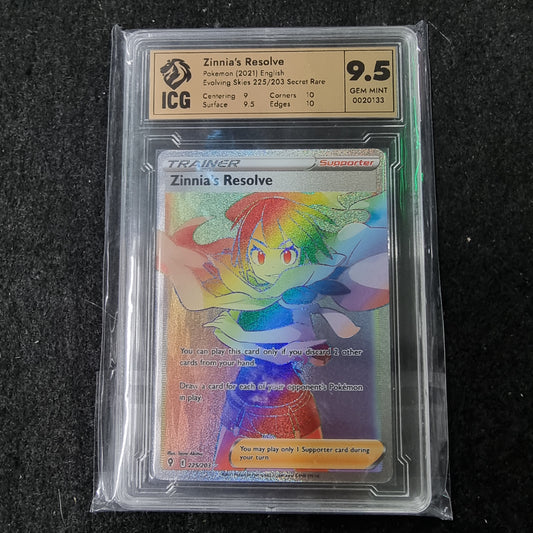 ICG
Zinnia's Resolve
Pokemon (2021) English
Evolving Skies 225/203 Secret Rare
Centering 9 Corners 10
Surface 9.5 Edges 10
9.5
GEM MINT
0020133
TRAINER Supporter
Zinnia's Resolve
You can play this card only if you discard 2 other
cards from your hand.
Draw a card for each of your opponent's Pokémon
in play.
You may play only 1 Supporter card during
your turn.
225/203